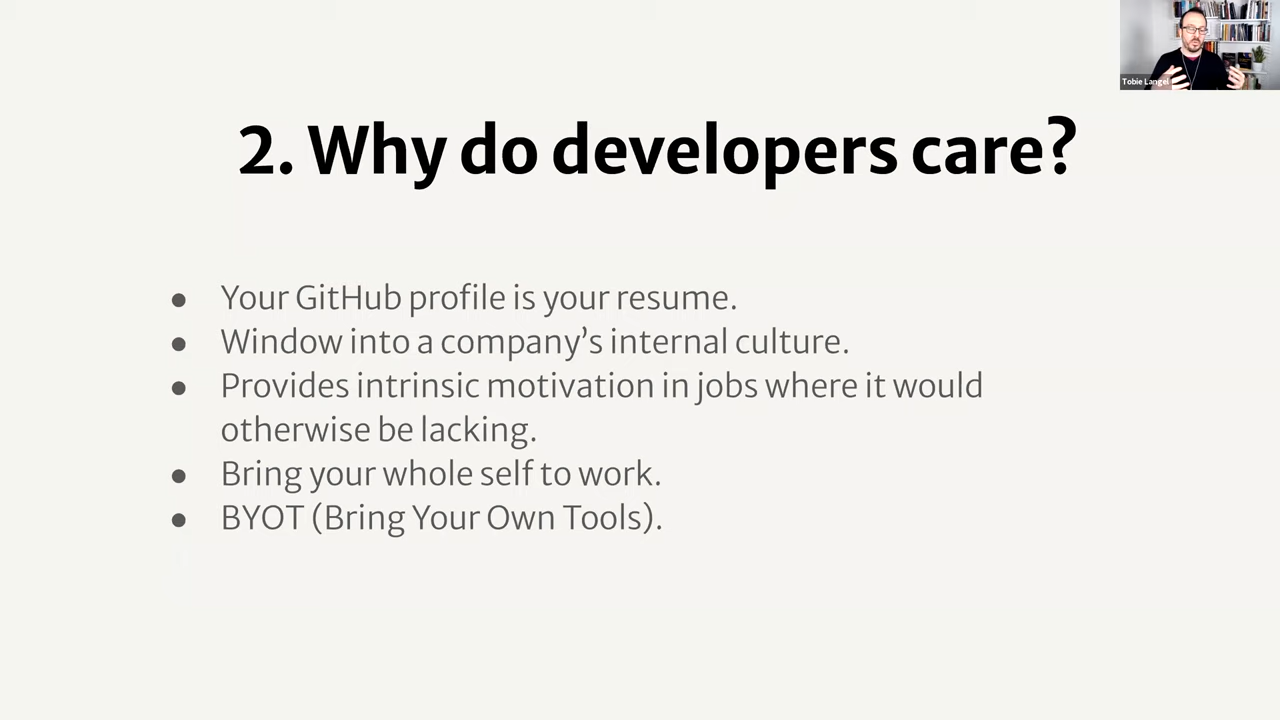 Tobie Langel
2. Why do developers care?
● Your GitHub profile is your resume.
● Window into a company’s internal culture.
● Provides intrinsic motivation in jobs where it would
otherwise be lacking.
● Bring your whole self to work.
● BYOT (Bring Your Own Tools).